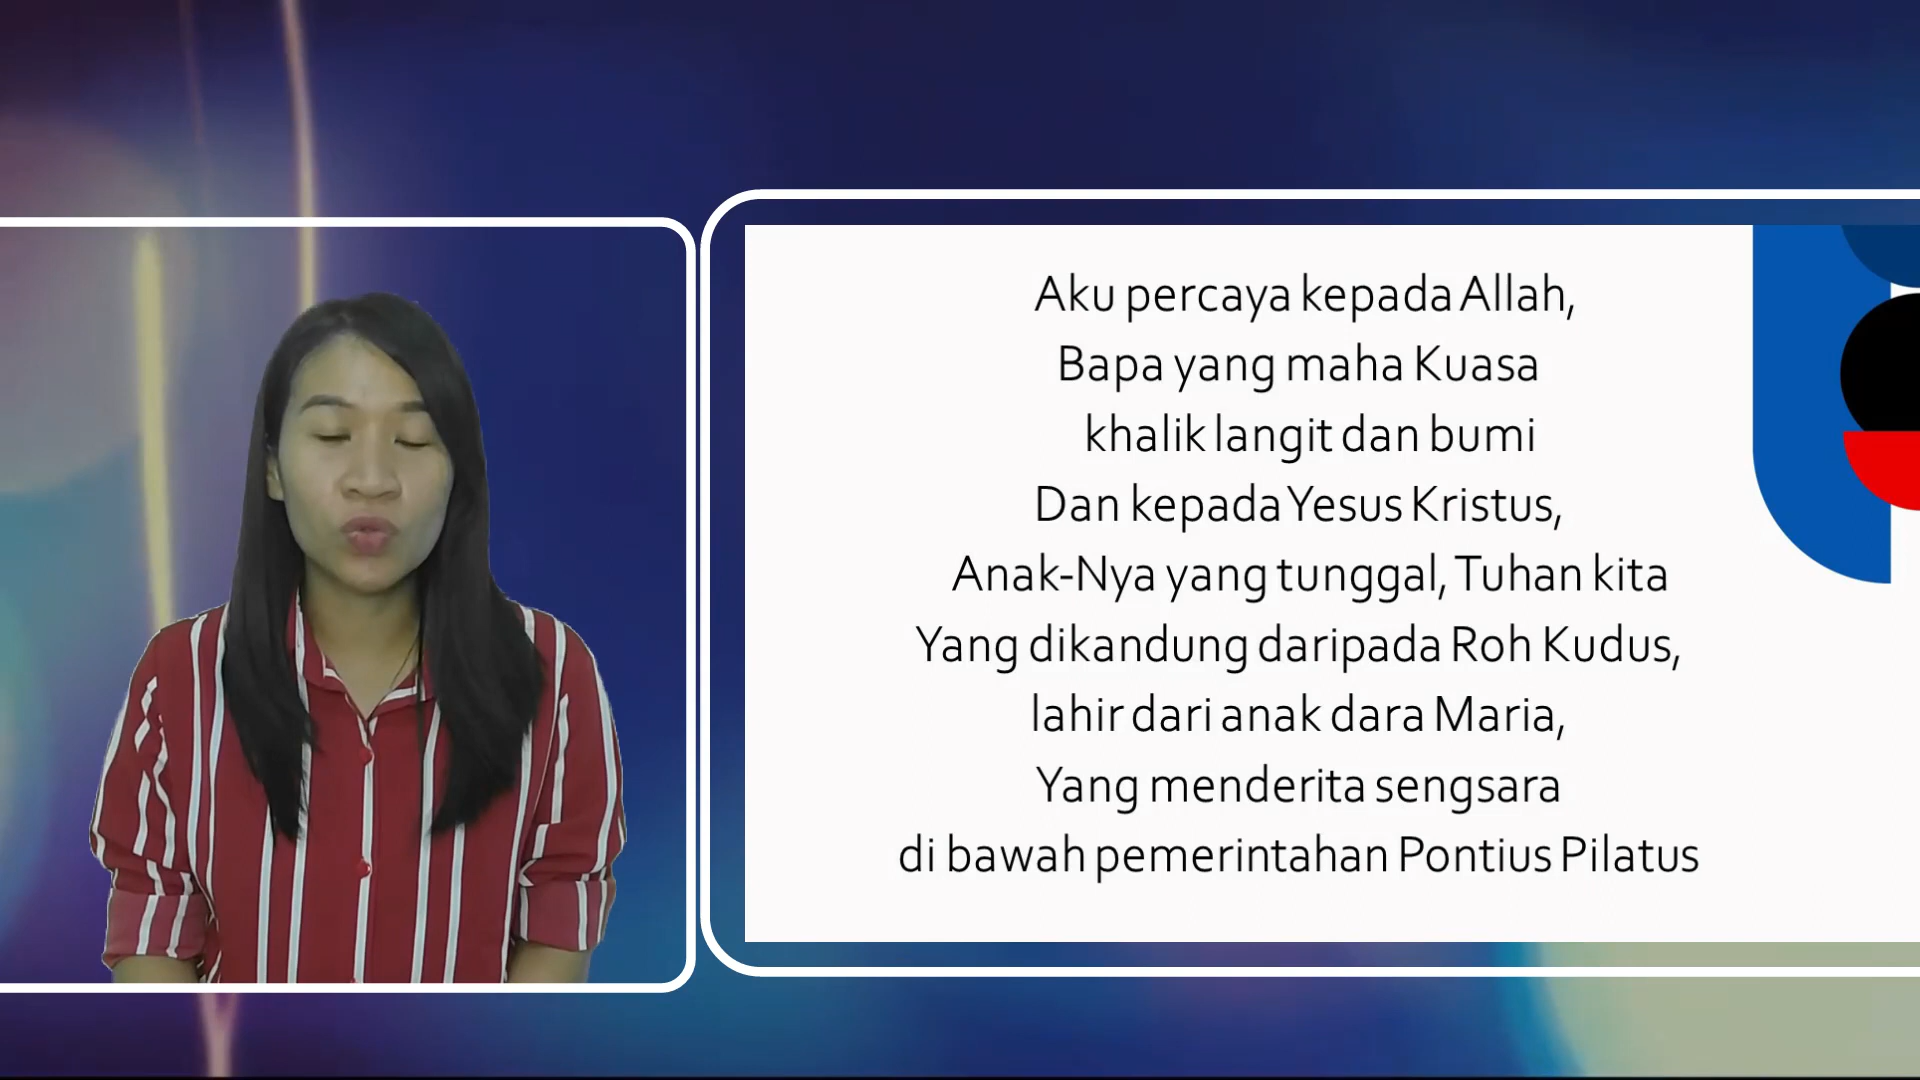 Aku percaya kepada Allah,
Bapa yang maha Kuasa
khalik langit dan bumi
Dan kepada Yesus Kristus,
Anak-Nya yang tunggal, Tuhan kita
Yang dikandung daripada Roh Kudus,
lahir dari anak dara Maria,
Yang menderita sengsara
di bawah pemerintahan Pontius Pilatus